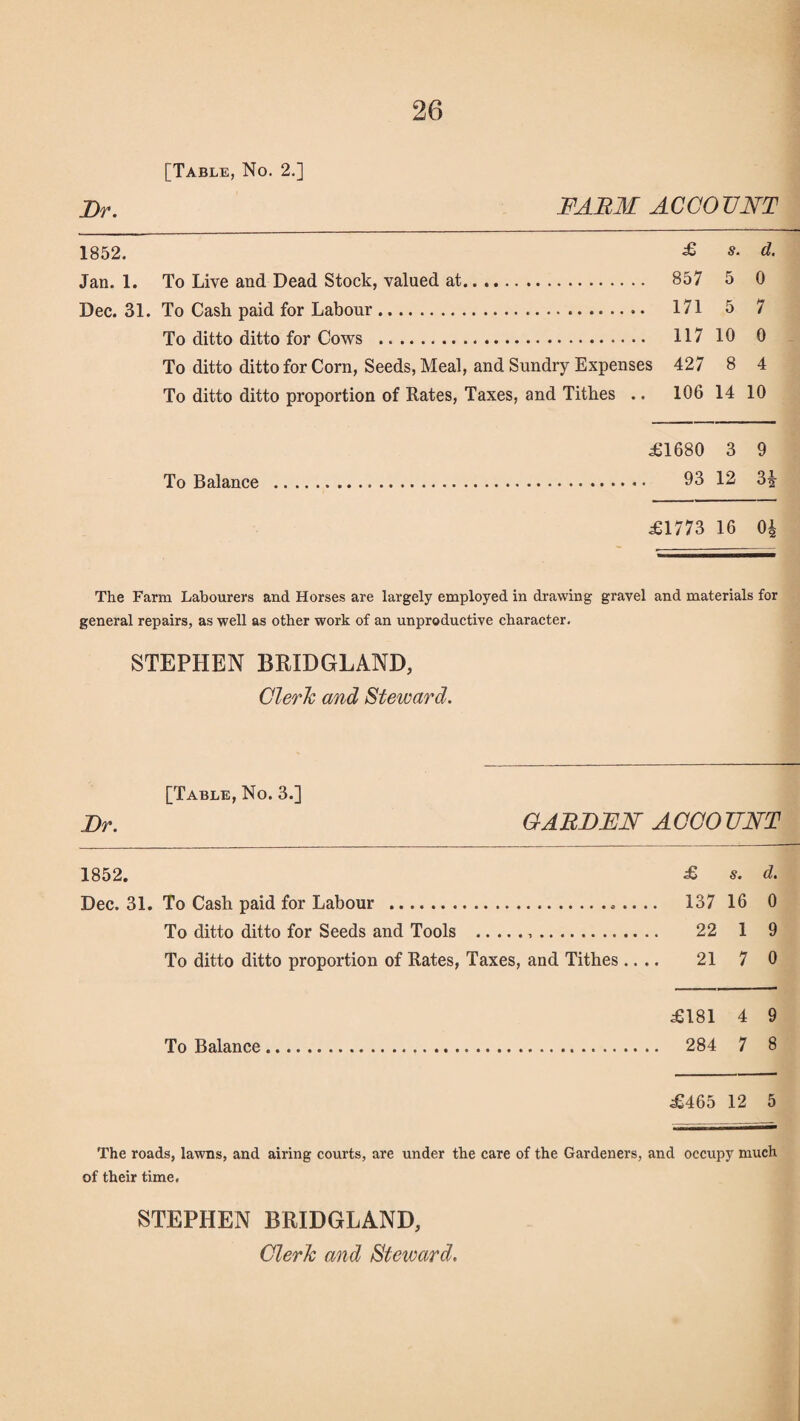 26
[TABLE, No. 2.]
Dr. FARM ACCOUNT
1852. £ s. d.
Jan. 1. To Live and Dead Stock, valued at........................ 857 5 0
Dec. 31. To Cash paid for Labour................................ 171 5 7
To ditto ditto for Cows ................................ 117 10 0
To ditto ditto for Corn, Seeds, Meal, and Sundry Expenses 427 8 4
To ditto ditto proportion of Rates, Taxes, and Tithes .. 106 14 10
£1680 3 9
To Balance ............................................ 93 12 3½
£1773 16 0½
The Farm Labourers and Horses are largely employed in drawing gravel and materials for
general repairs, as well as other work of an unproductive character.
STEPHEN BRIDGLAND,
Clerk and Steward.
[TABLE, No. 3.]
Dr. GARDEN ACCOUNT
1852. £ s. d.
Dec. 31. To Cash paid for Labour ................................ 137 16 0
To ditto ditto for Seeds and Tools ...................... 22 1 9
To ditto ditto proportion of Rates, Taxes, and Tithes .... 21 7 0
£181 4 9
To Balance.............................................. 284 7 8
£465 12 5
The roads, lawns, and airing courts, are under the care of the Gardeners, and occupy much
of their time.
STEPHEN BRIDGLAND,
Clerk and Steward.